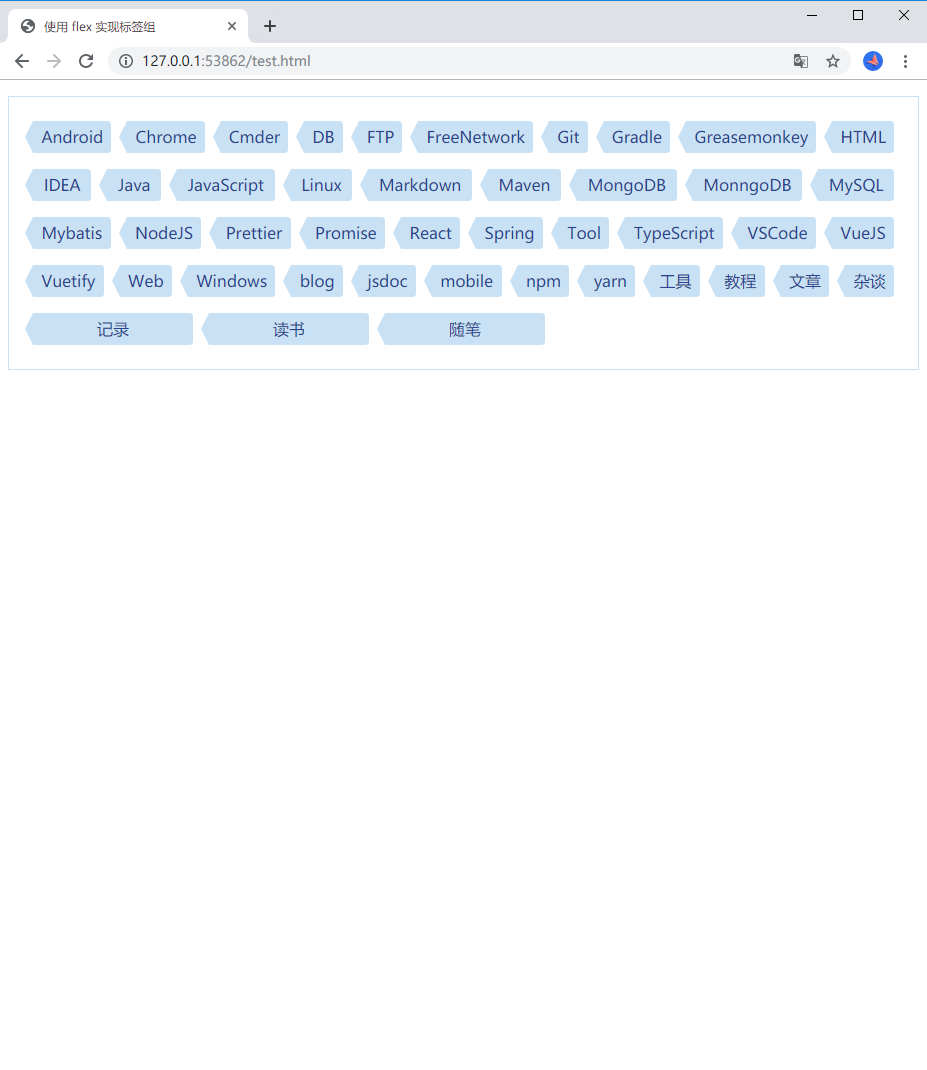 使用 flex 实现标签组
127.0.0.1:53862/test.html
Android Chrome Cmder DB FTP FreeNetwork Git Gradle Greasemonkey HTML
IDEA Java JavaScript Linux Markdown Maven MongoDB MonngoDB MySQL
Mybatis NodeJS Prettier Promise React Spring Tool TypeScript VSCode VueJS
Vuetify Web Windows blog jsdoc mobile npm yarn 工具 教程 文章 杂谈
记录 读书 随笔